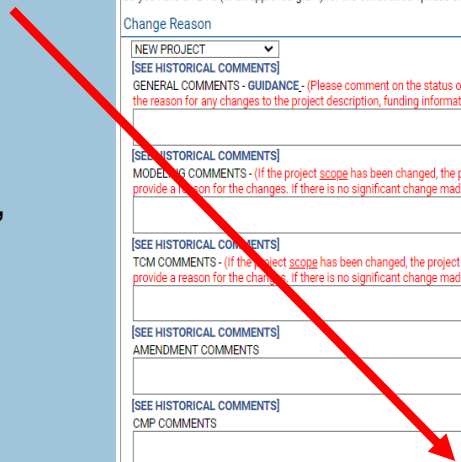 Change Reason
NEW PROJECT
[SEE HISTORICAL COMMENTS]
GENERAL COMMENTS - GUIDANCE - (Please comment on the status o
the reason for any changes to the project description, funding informat
[SEE HISTORICAL COMMENTS]
MODELING COMMENTS - (If the project scope has been changed, the p
provide a reason for the changes. If there is no significant change mad
[SEE HISTORICAL COMMENTS]
TCM COMMENTS - (If the project scope has been changed, the project
provide a reason for the changes. If there is no significant change mad
[SEE HISTORICAL COMMENTS]
AMENDMENT COMMENTS
[SEE HISTORICAL COMMENTS]
CMP COMMENTS